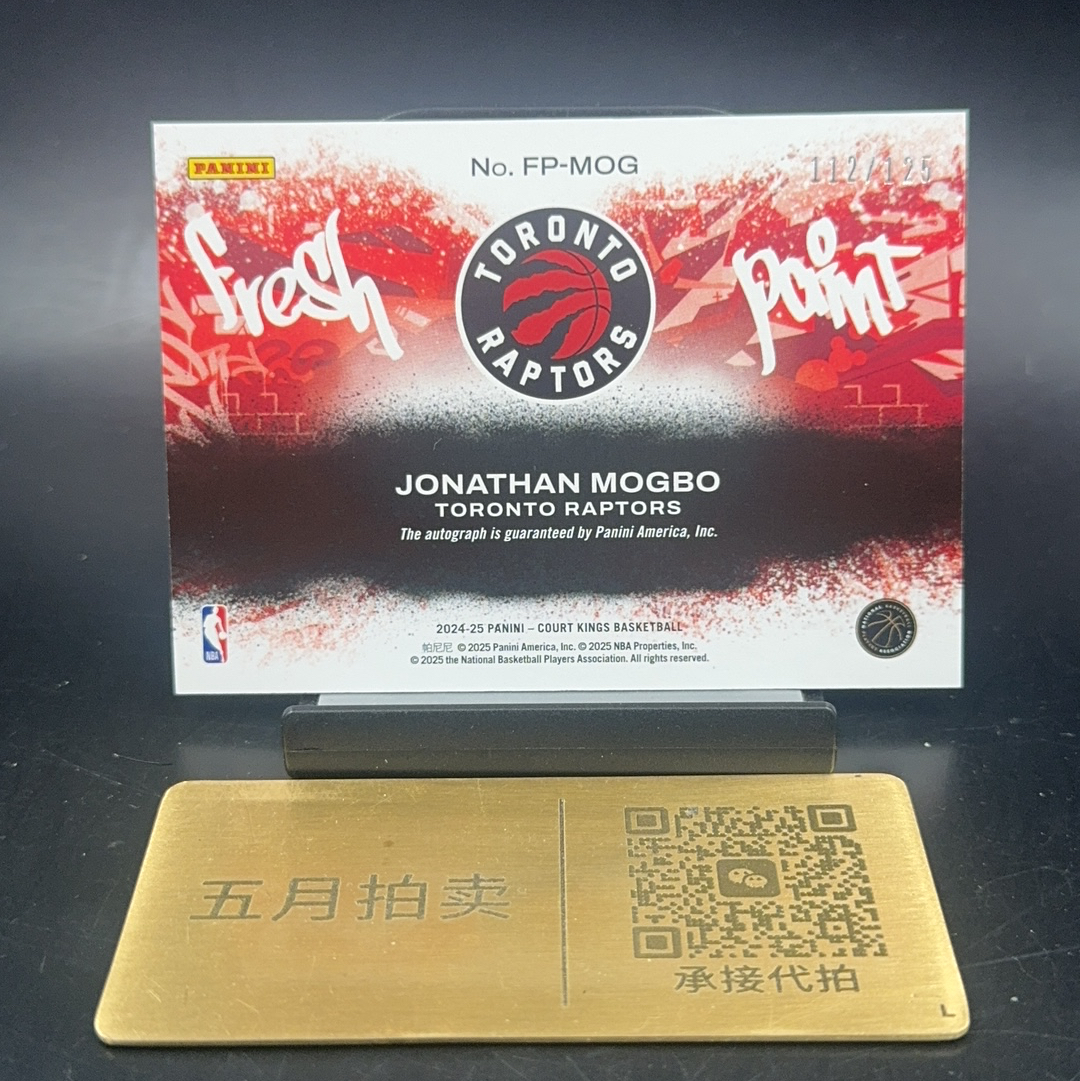 PANINI
No. FP-MOG
112/125
fresh
paint
TORONTO
RAPTORS
JONATHAN MOGBO
TORONTO RAPTORS
The autograph is guaranteed by Panini America, Inc.
2024-25 PANINI – COURT KINGS BASKETBALL
帕尼尼 © 2025 Panini America, Inc. © 2025 NBA Properties, Inc.
© 2025 the National Basketball Players Association. All rights reserved.
NBA
五月拍卖
承接代拍
L